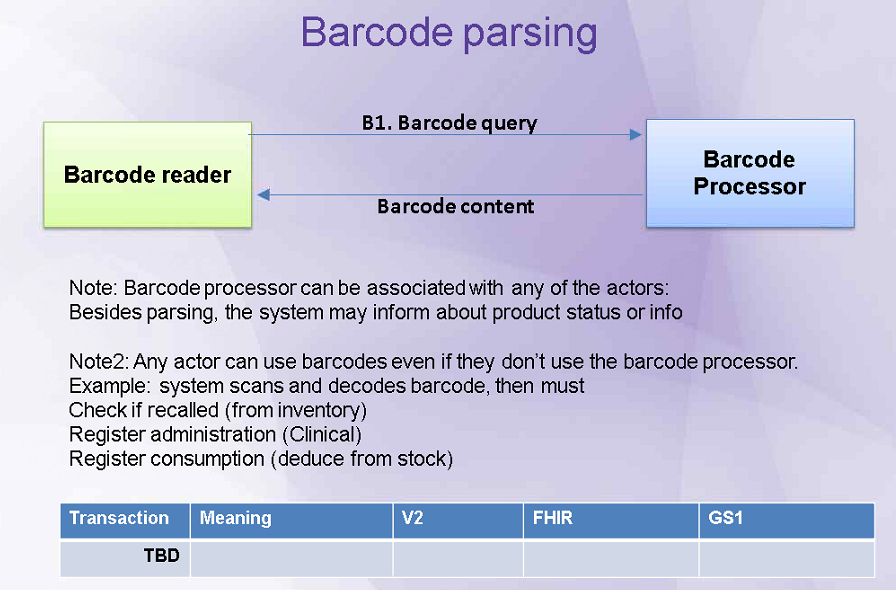 Barcode parsing
B1. Barcode query
Barcode reader
Barcode
Processor
Barcode content
Note: Barcode processor can be associated with any of the actors:
Besides parsing, the system may inform about product status or info
Note2: Any actor can use barcodes even if they don’t use the barcode processor.
Example: system scans and decodes barcode, then must
Check if recalled (from inventory)
Register administration (Clinical)
Register consumption (deduce from stock)
Transaction Meaning V2 FHIR GS1
TBD